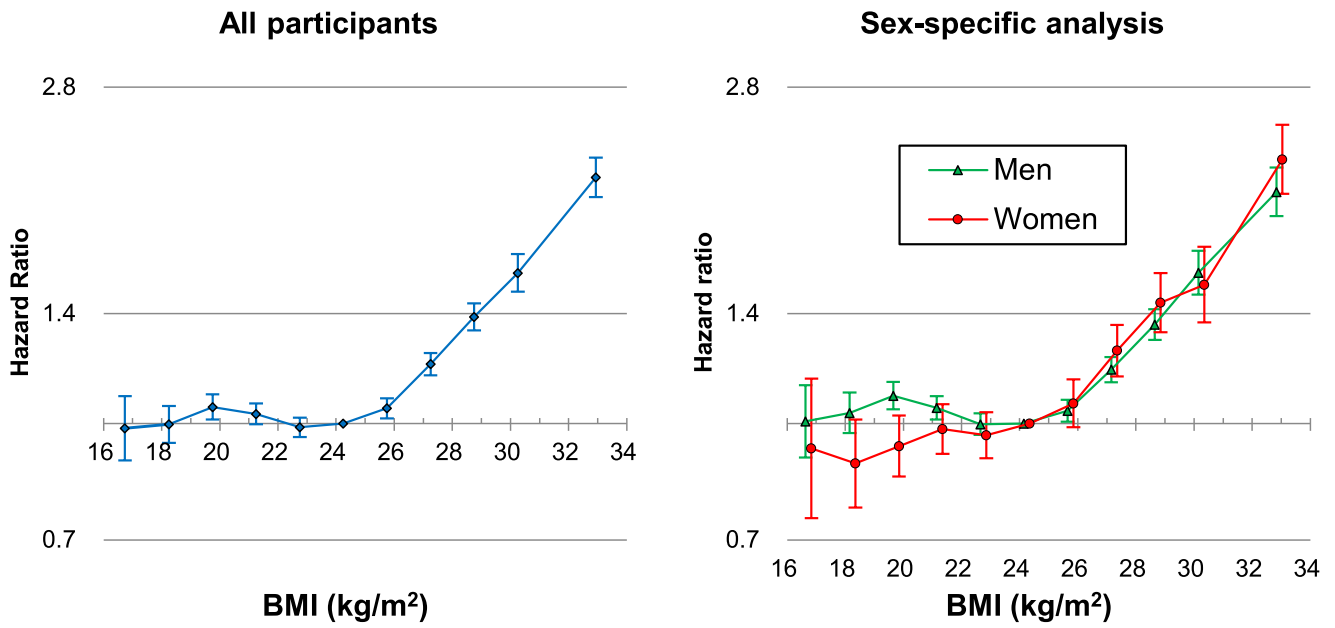 All participants
2.8
1.4
0.7
Hazard Ratio
16 18 20 22 24 26 28 30 32 34
BMI (kg/m²)
Sex-specific analysis
2.8
1.4
0.7
Hazard ratio
Men
Women
16 18 20 22 24 26 28 30 32 34
BMI (kg/m²)